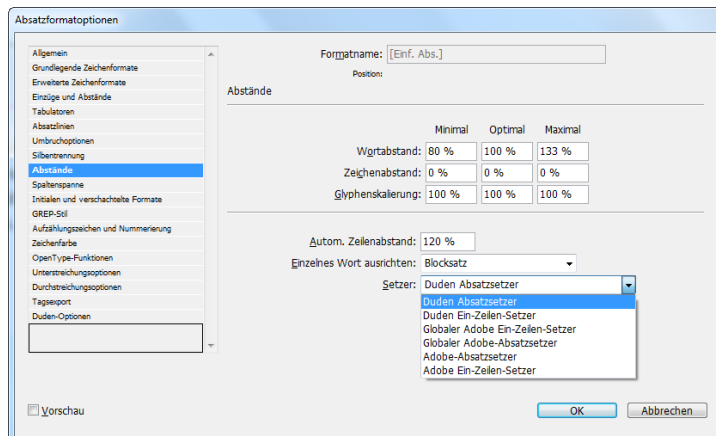 Absatzformatoptionen
Allgemein
Grundlegende Zeichenformate
Erweiterte Zeichenformate
Einzüge und Abstände
Tabulatoren
Absatzlinien
Umbruchoptionen
Silbentrennung
Abstände
Spaltenspanne
Initialen und verschachtelte Formate
GREP-Stil
Aufzählungszeichen und Nummerierung
Zeichenfarbe
OpenType-Funktionen
Unterstreichungsoptionen
Durchstreichungsoptionen
Tagsexport
Duden-Optionen
Formatname: [Einf. Abs.]
Position:
Abstände
Minimal Optimal Maximal
Wortabstand: 80 % 100 % 133 %
Zeichenabstand: 0 % 0 % 0 %
Glyphenskalierung: 100 % 100 % 100 %
Autom. Zeilenabstand: 120 %
Einzelnes Wort ausrichten: Blocksatz
Setzer: Duden Absatzsetzer
Duden Absatzsetzer
Duden Ein-Zeilen-Setzer
Globaler Adobe Ein-Zeilen-Setzer
Globaler Adobe-Absatzsetzer
Adobe-Absatzsetzer
Adobe Ein-Zeilen-Setzer
Vorschau
OK Abbrechen